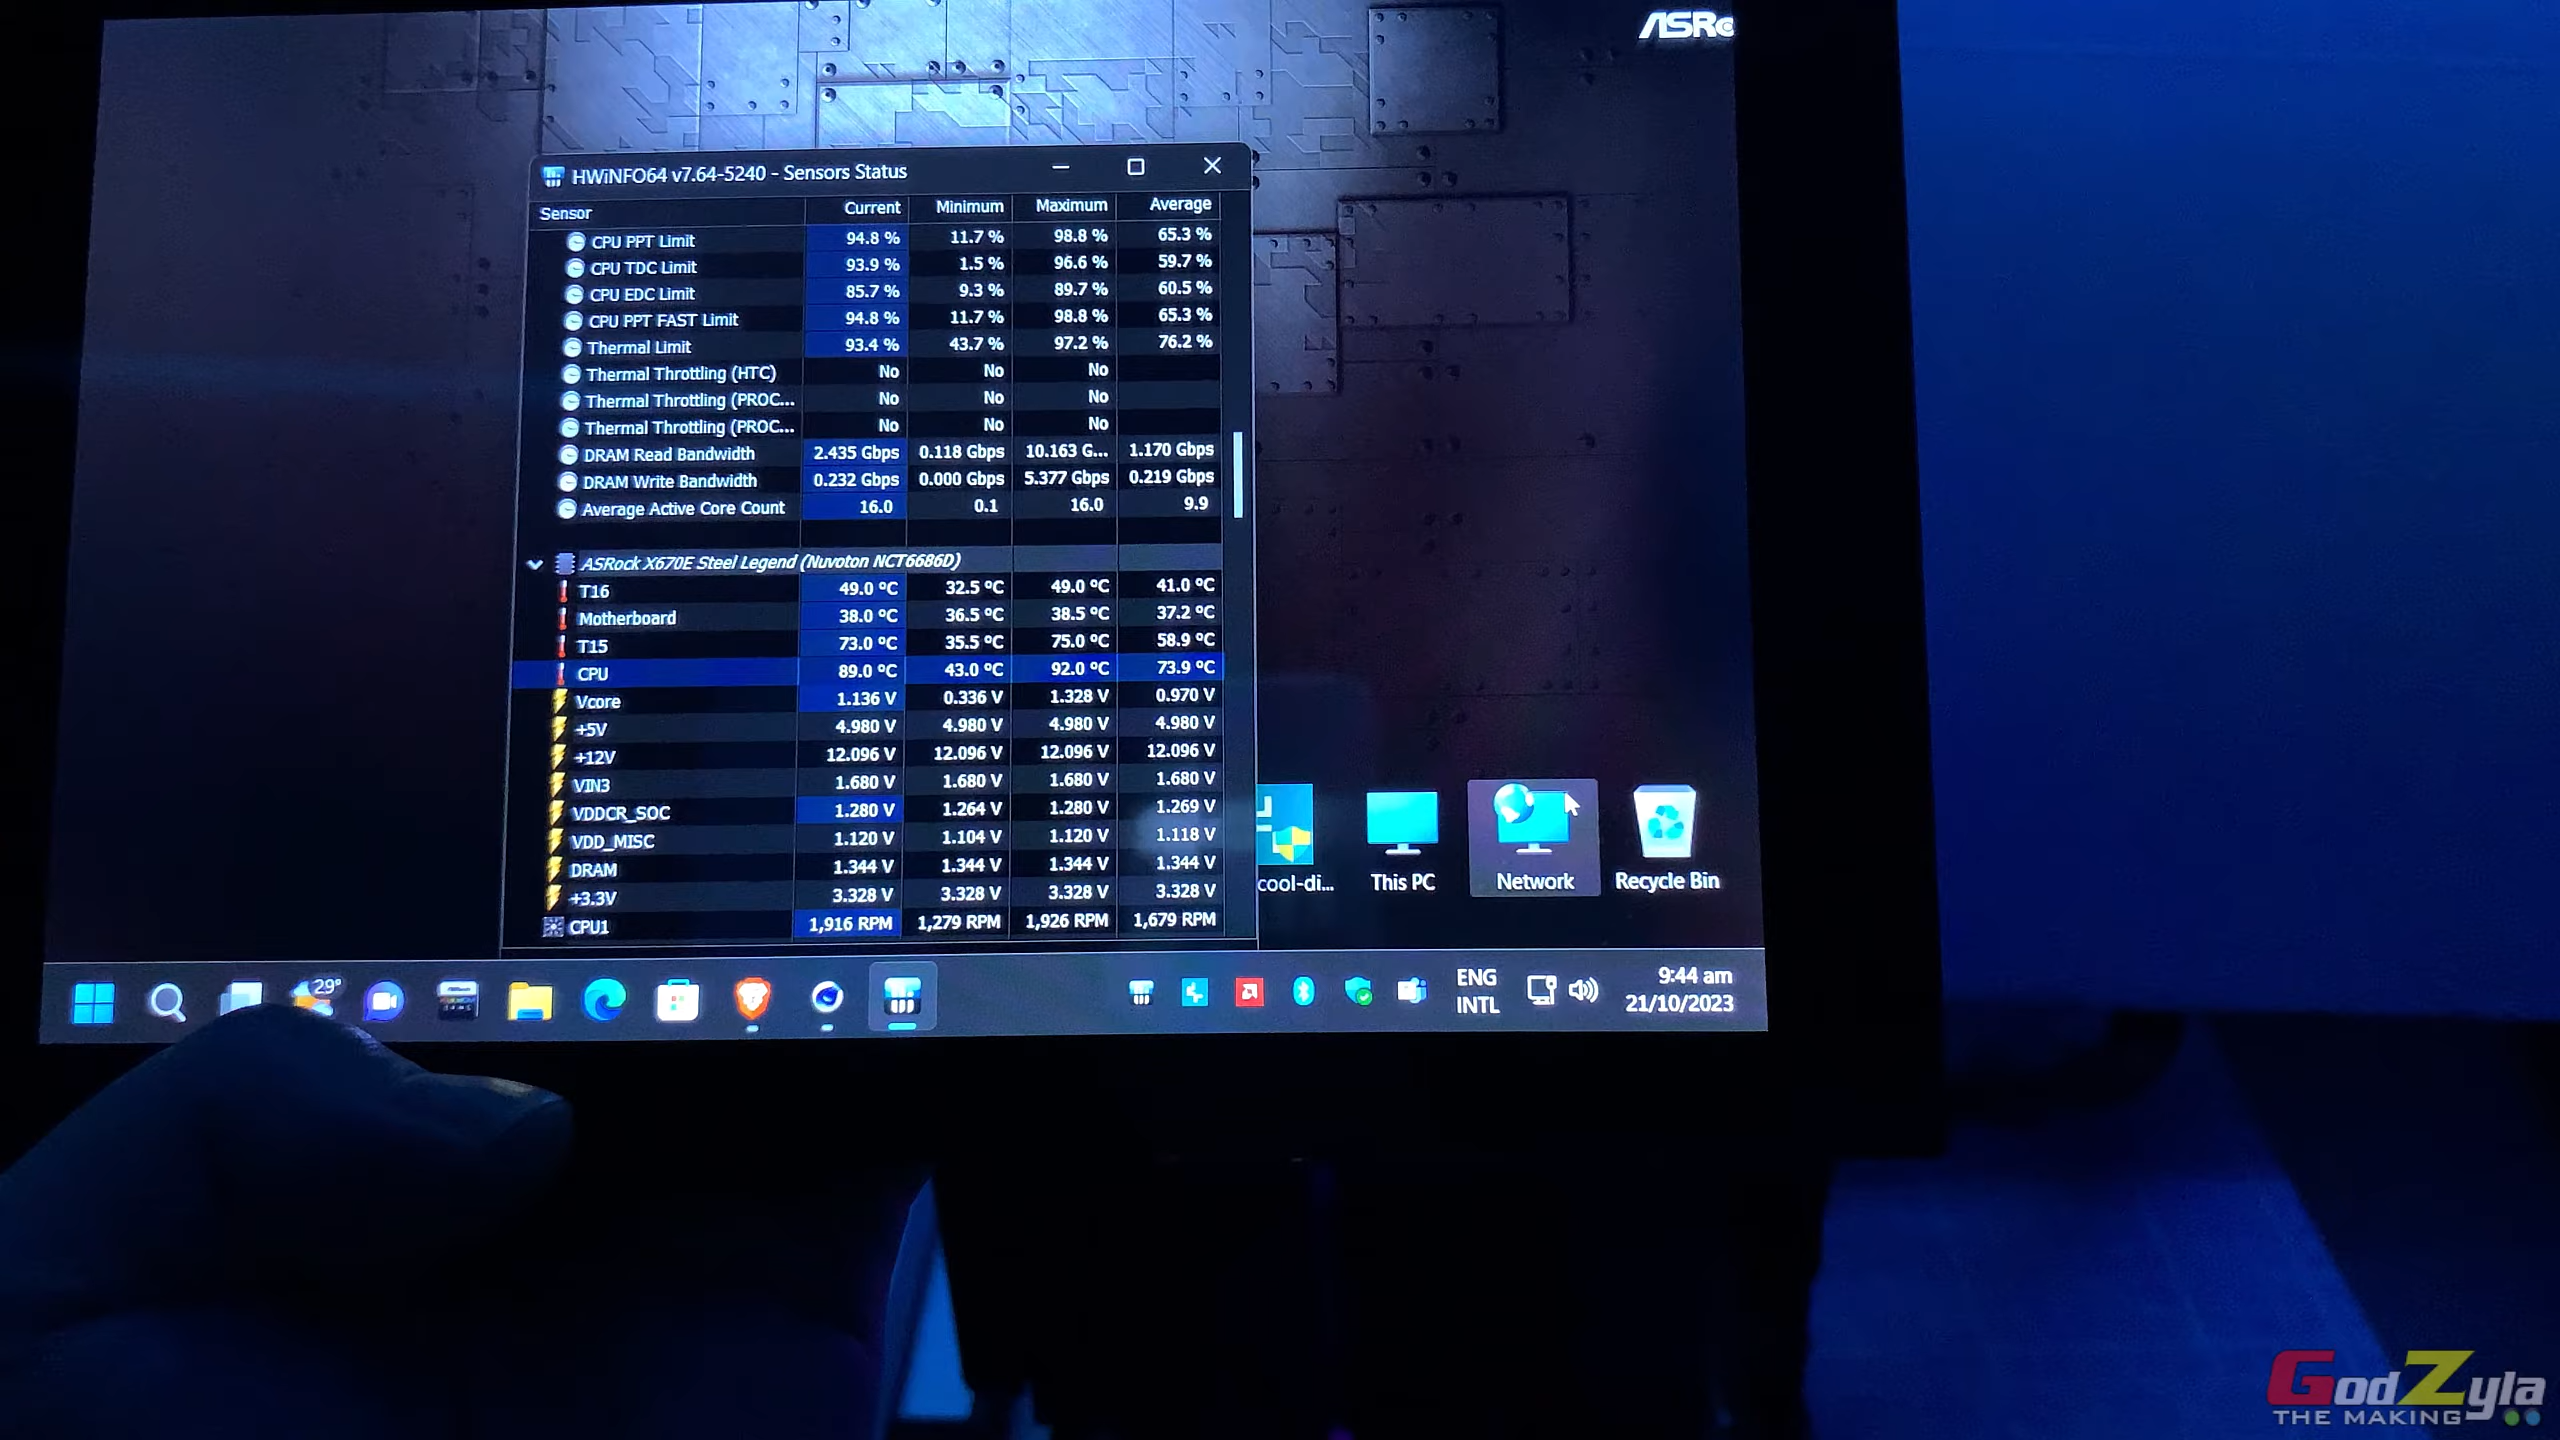 ASRo
HWiNFO64 v7.64-5240 - Sensors Status
Sensor Current Minimum Maximum Average
CPU PPT Limit 94.8 % 11.7 % 98.8 % 65.3 %
CPU TDC Limit 93.9 % 1.5 % 96.6 % 59.7 %
CPU EDC Limit 85.7 % 9.3 % 89.7 % 60.5 %
CPU PPT FAST Limit 94.8 % 11.7 % 98.8 % 65.3 %
Thermal Limit 93.4 % 43.7 % 97.2 % 76.2 %
Thermal Throttling (HTC) No No No
Thermal Throttling (PROC... No No No
Thermal Throttling (PROC... No No No
DRAM Read Bandwidth 2.435 Gbps 0.118 Gbps 10.163 G... 1.170 Gbps
DRAM Write Bandwidth 0.232 Gbps 0.000 Gbps 5.377 Gbps 0.219 Gbps
Average Active Core Count 16.0 0.1 16.0 9.9
ASRock X670E Steel Legend (Nuvoton NCT6686D)
T16 49.0 °C 32.5 °C 49.0 °C 41.0 °C
Motherboard 38.0 °C 36.5 °C 38.5 °C 37.2 °C
T15 73.0 °C 35.5 °C 75.0 °C 58.9 °C
CPU 89.0 °C 43.0 °C 92.0 °C 73.9 °C
Vcore 1.136 V 0.336 V 1.328 V 0.970 V
+5V 4.980 V 4.980 V 4.980 V 4.980 V
+12V 12.096 V 12.096 V 12.096 V 12.096 V
VIN3 1.680 V 1.680 V 1.680 V 1.680 V
VDDCR_SOC 1.280 V 1.264 V 1.280 V 1.269 V
VDD_MISC 1.120 V 1.104 V 1.120 V 1.118 V
DRAM 1.344 V 1.344 V 1.344 V 1.344 V
+3.3V 3.328 V 3.328 V 3.328 V 3.328 V
CPU1 1,916 RPM 1,279 RPM 1,926 RPM 1,679 RPM
cool-di... This PC Network Recycle Bin
29°
ENG
INTL
9:44 am
21/10/2023
GodZyla
THE MAKING